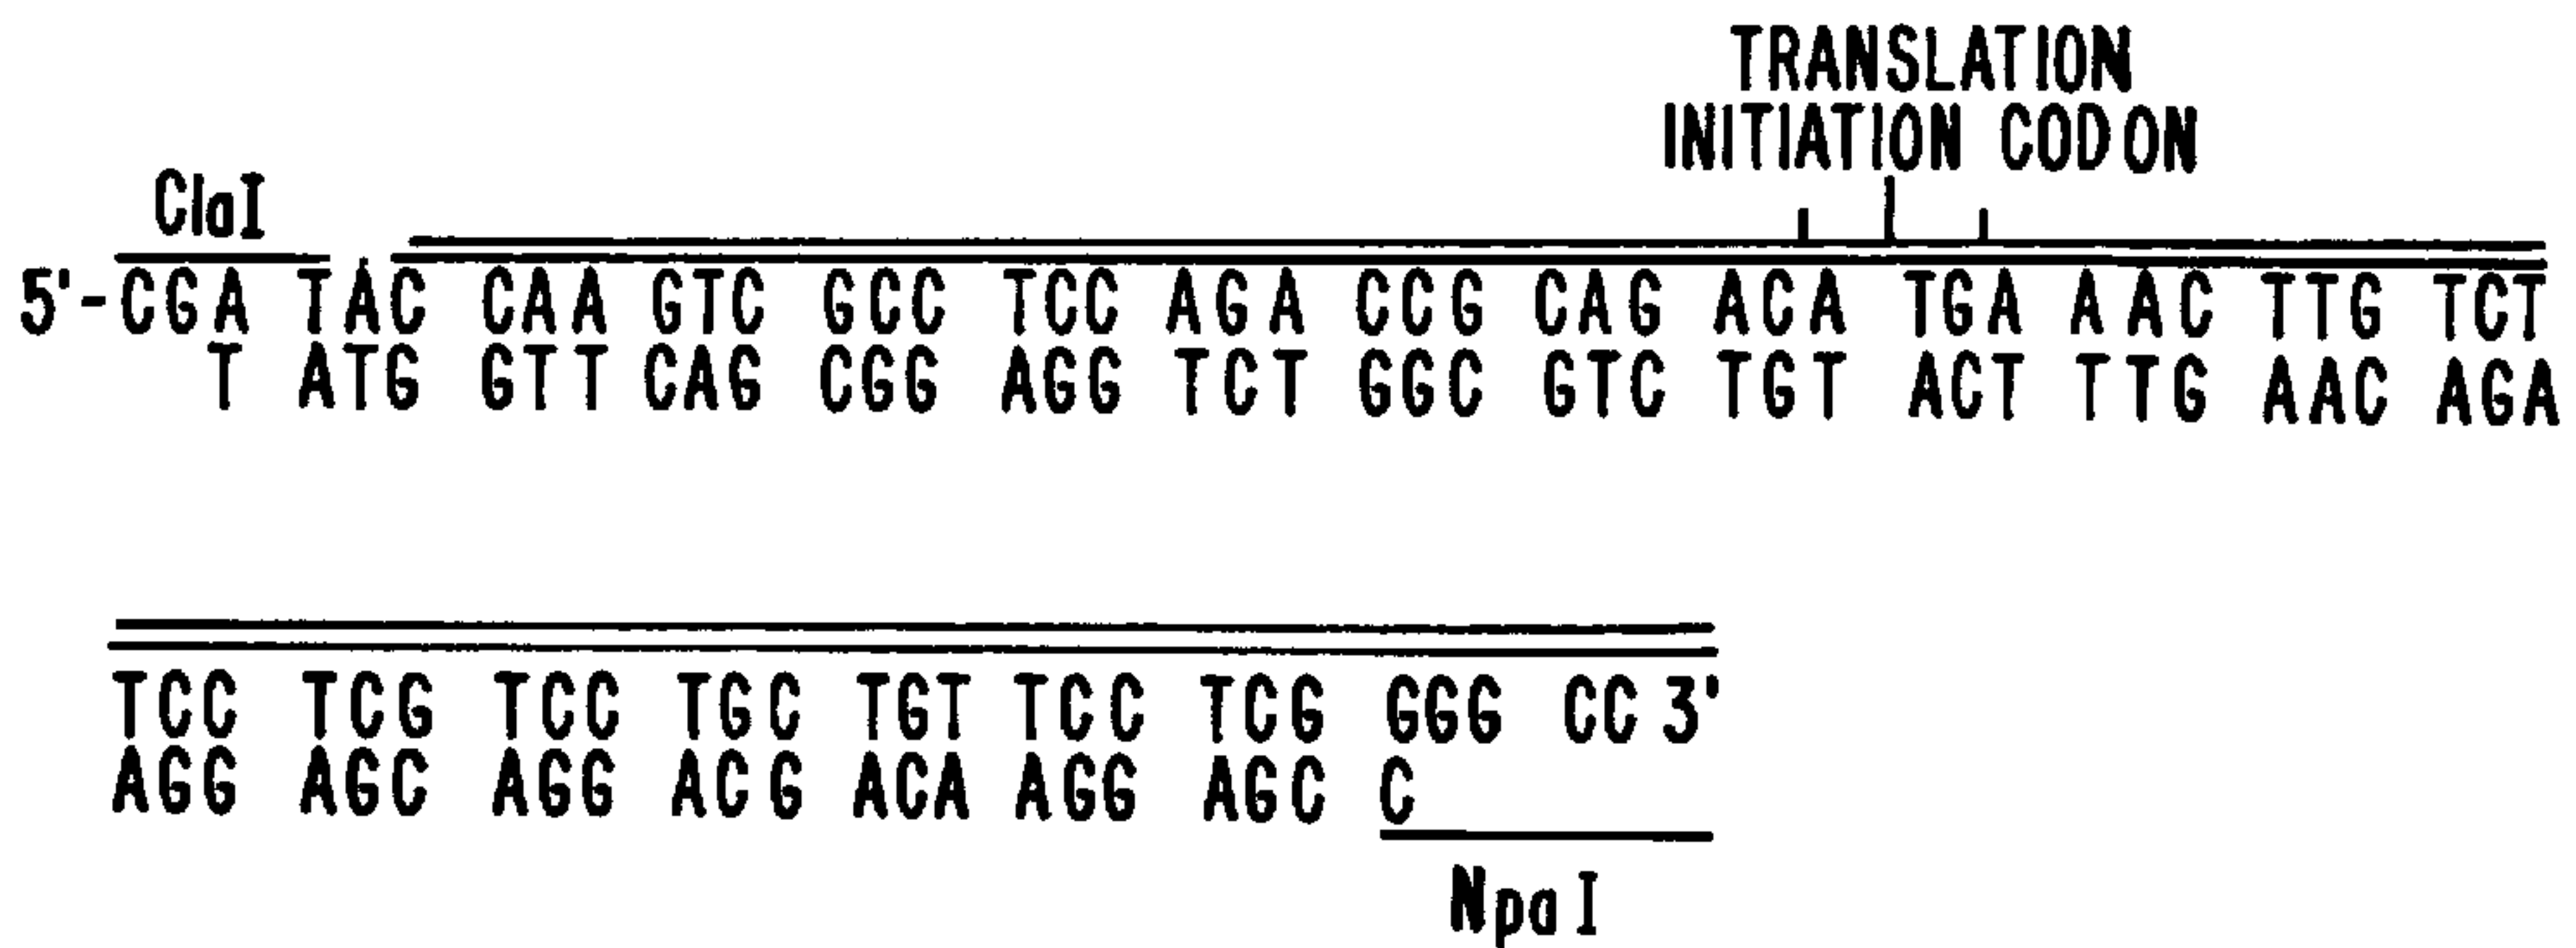 TRANSLATION
INITIATION CODON
ClaI
5'-CGA TAC CAA GTC GCC TCC AGA CCG CAG ACA TGA AAC TTG TCT
T ATG GTT CAG CGG AGG TCT GGC GTC TGT ACT TTG AAC AGA
TCC TCG TCC TGC TGT TCC TCG GGG CC 3'
AGG AGC AGG ACG ACA AGG AGC C
NpaI